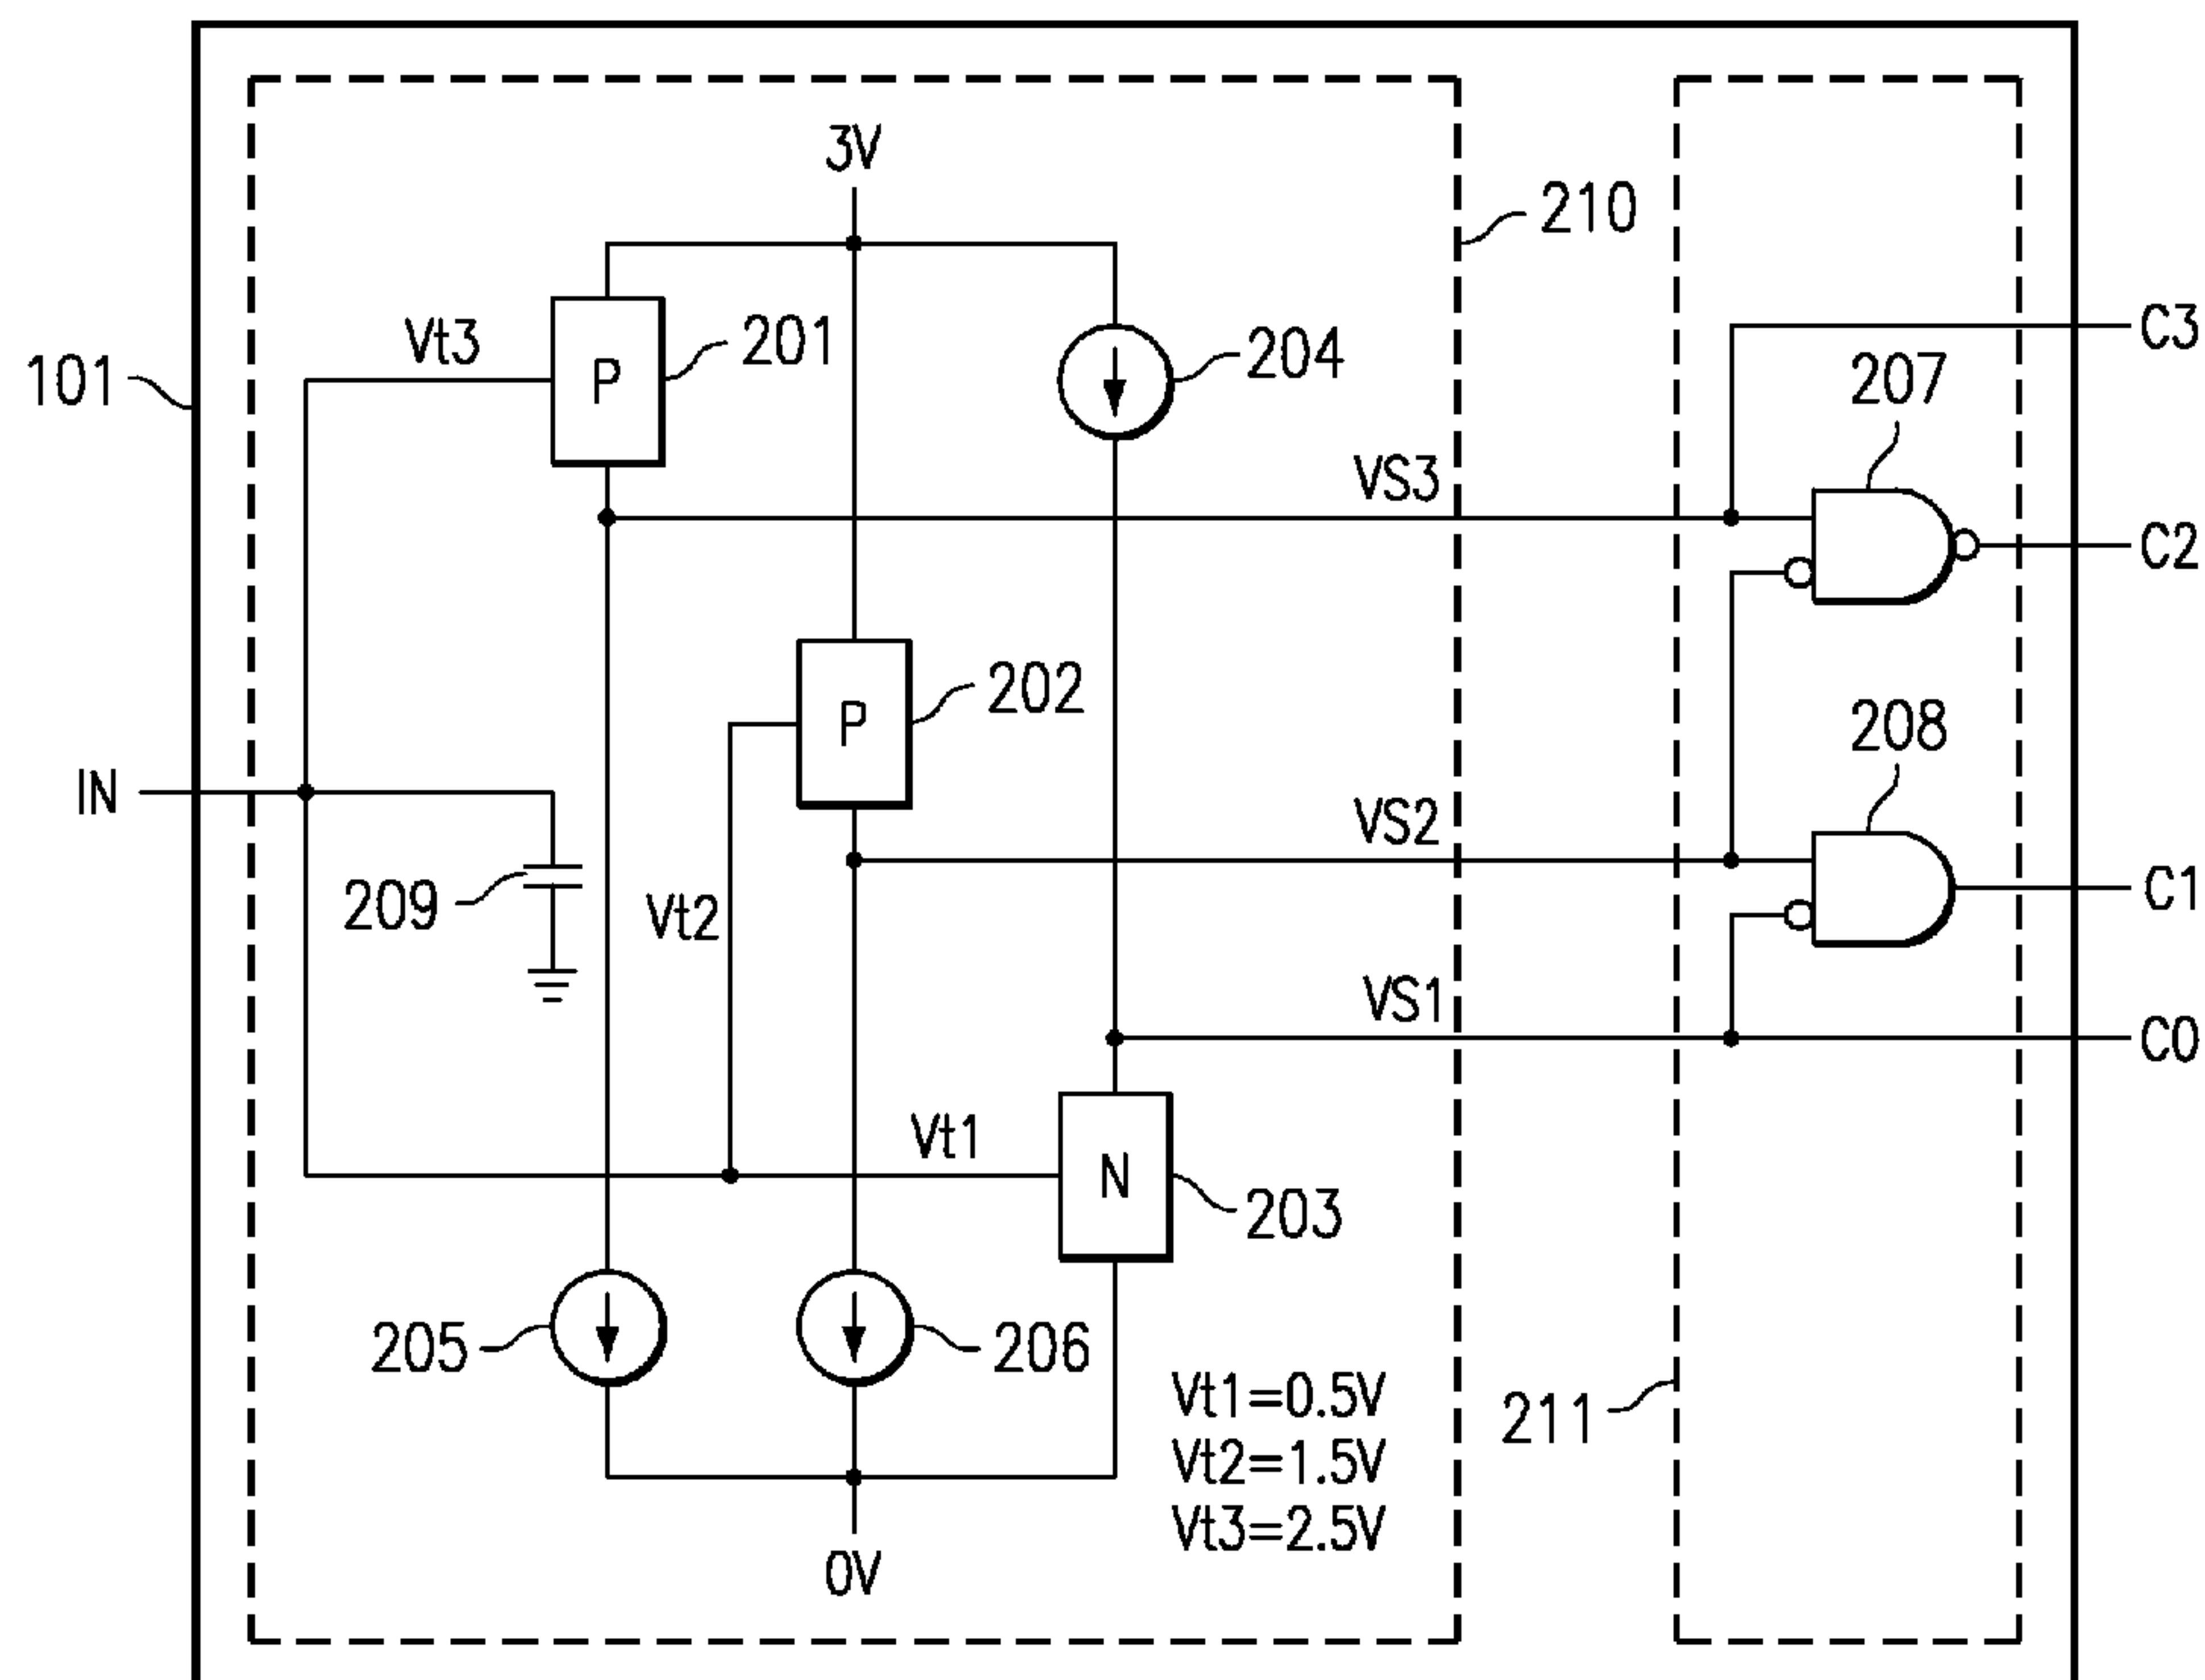 3V
210
Vt3
201
204
C3
101
P
207
VS3
C2
202
P
208
IN
VS2
209
Vt2
C1
VS1
C0
Vt1
N
203
205
206
Vt1=0.5V
211
Vt2=1.5V
Vt3=2.5V
0V